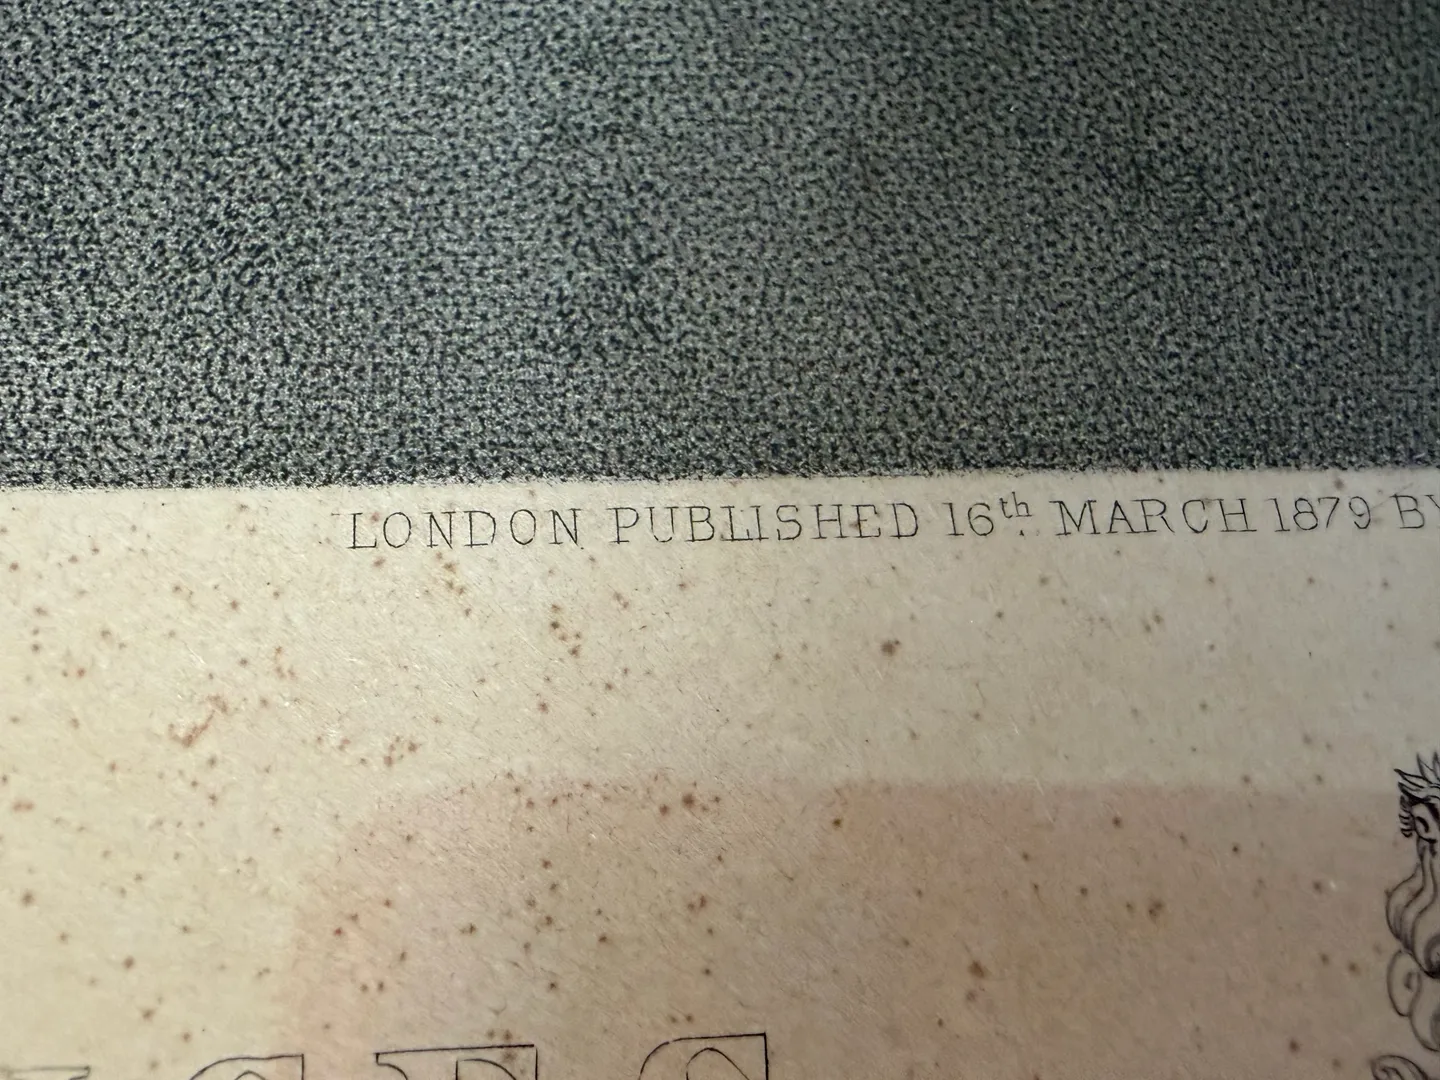 LONDON PUBLISHED 16th MARCH 1879 BY